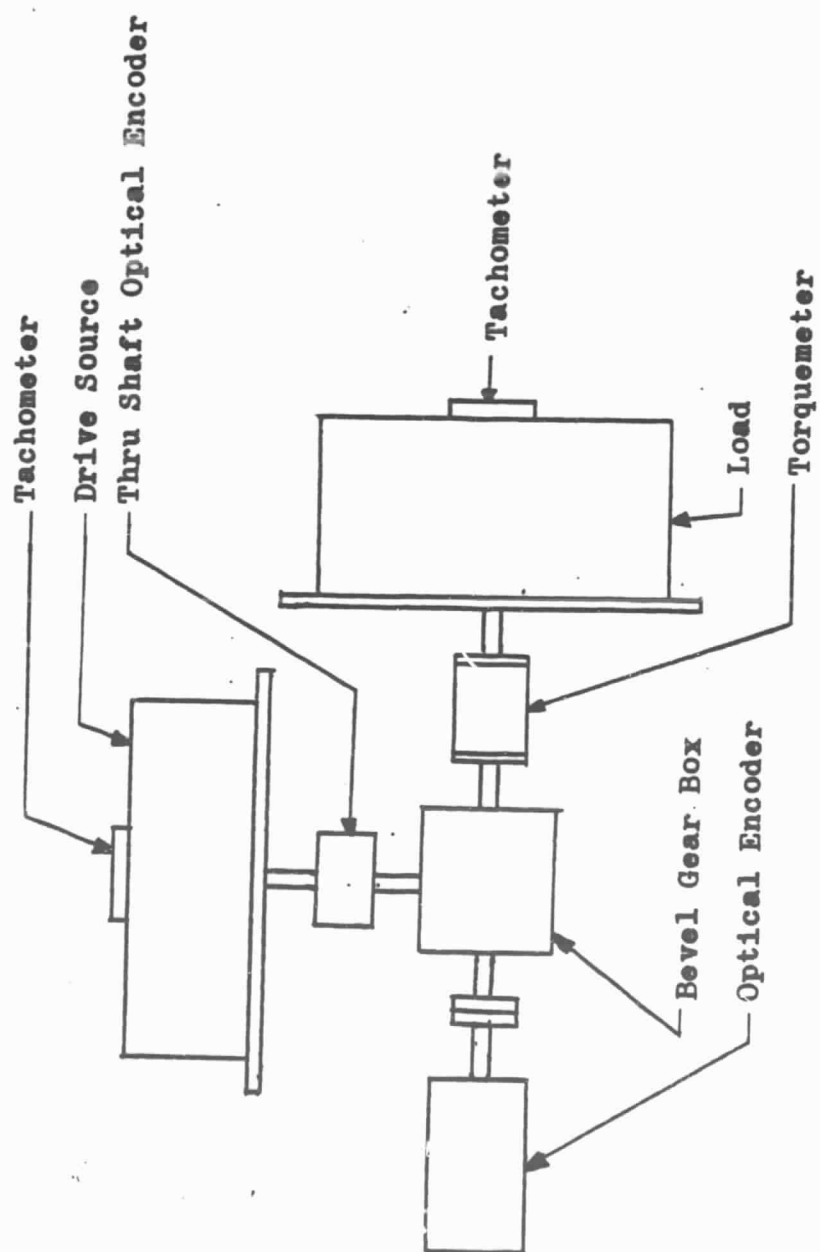 Tachometer
Drive Source
Thru Shaft Optical Encoder
Tachometer
Load
Torquemeter
Bevel Gear Box
Optical Encoder